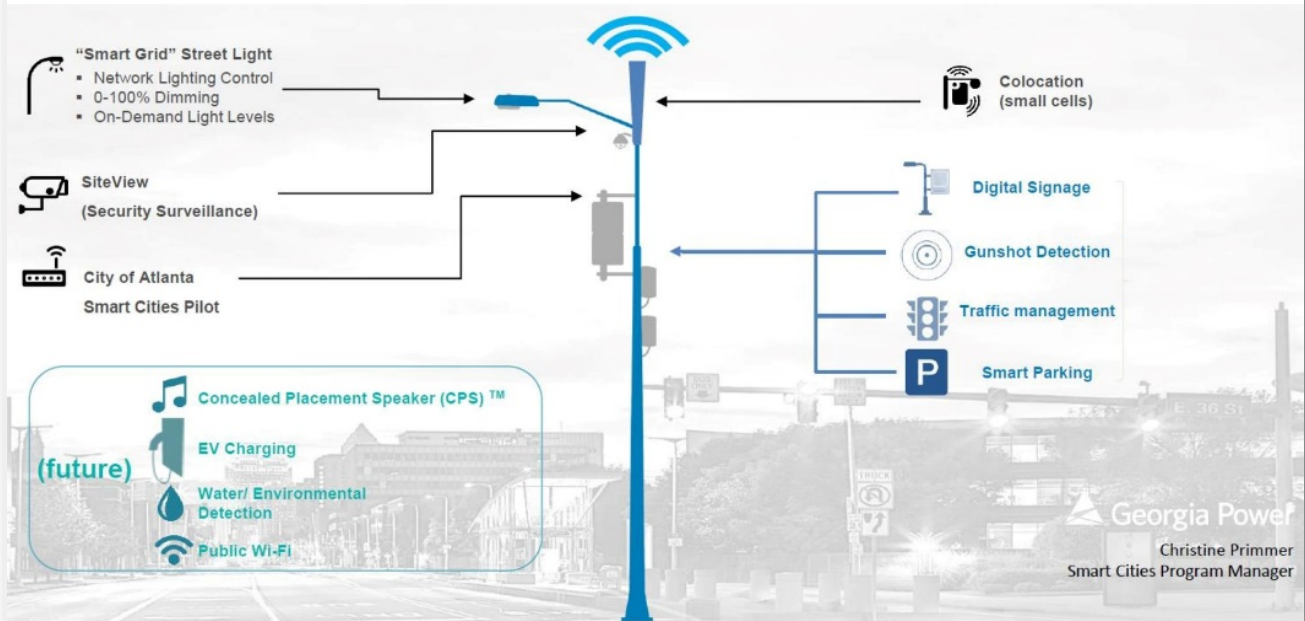 “Smart Grid” Street Light
▪ Network Lighting Control
▪ 0-100% Dimming
▪ On-Demand Light Levels
SiteView
(Security Surveillance)
City of Atlanta
Smart Cities Pilot
Colocation
(small cells)
Digital Signage
Gunshot Detection
Traffic management
P
Smart Parking
(future)
Concealed Placement Speaker (CPS) ™
EV Charging
Water/ Environmental
Detection
Public Wi-Fi
E. 36 St
TRUCK
Georgia Power
Christine Primmer
Smart Cities Program Manager